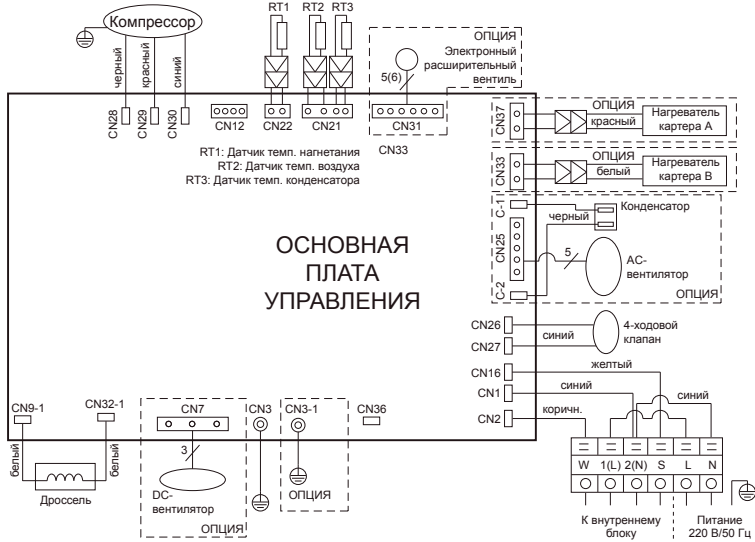 Компрессор
черный
красный
синий
CN28
CN29
CN30
CN12
RT1
RT2
RT3
CN22
CN21
ОПЦИЯ
Электронный
расширительный
вентиль
5(6)
CN31
CN33
RT1: Датчик темп. нагнетания
RT2: Датчик темп. воздуха
RT3: Датчик темп. конденсатора
CN37
ОПЦИЯ
красный
Нагреватель
картера A
CN33
ОПЦИЯ
белый
Нагреватель
картера B
C-1
черный
Конденсатор
CN25
5
AC-
вентилятор
C-2
ОПЦИЯ
ОСНОВНАЯ
ПЛАТА
УПРАВЛЕНИЯ
CN26
CN27
синий
4-ходовой
клапан
CN16
желтый
CN1
синий
синий
CN2
коричн.
W 1(L) 2(N) S L N
К внутреннему
блоку
Питание
220 В/50 Гц
CN9-1
CN32-1
белый
белый
Дроссель
CN7
3
DC-
вентилятор
ОПЦИЯ
CN3
CN3-1
ОПЦИЯ
CN36